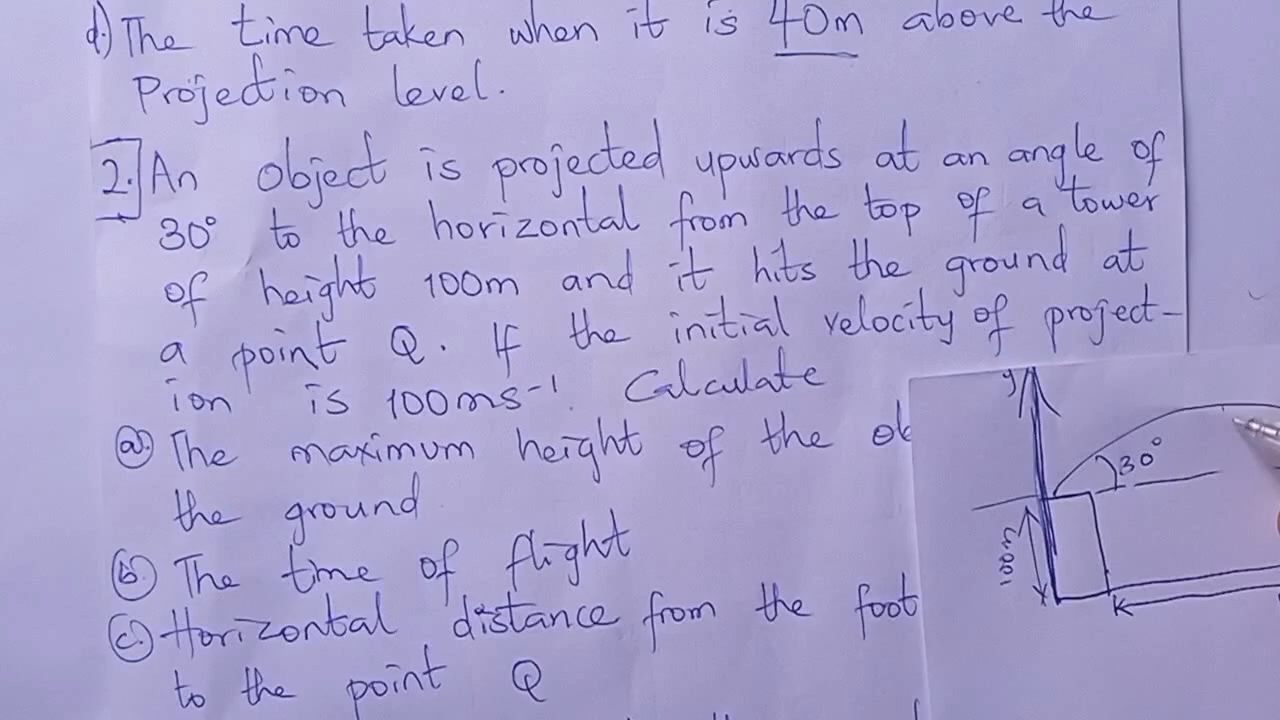 d.) The time taken when it is 40m above the
Projection level.
2. An object is projected upwards at an angle of
30° to the horizontal from the top of a tower
of height 100m and it hits the ground at
a point Q. If the initial velocity of project-
ion is 100ms⁻¹. Calculate
(a.) The maximum height of the ob
the ground
(b.) The time of flight
(c.) Horizontal distance from the foot
to the point Q
y
30°
100m